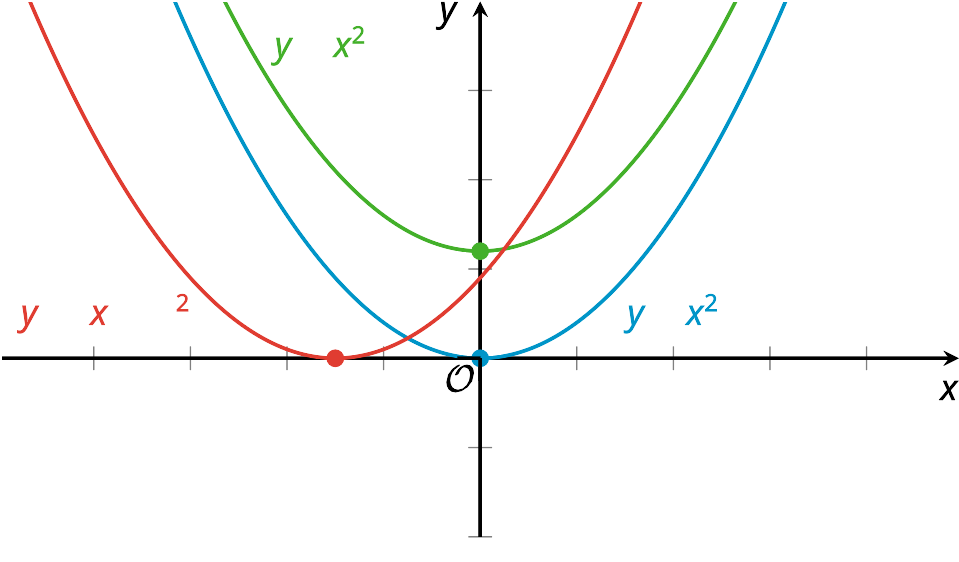 y
y x²
y x ²
y x²
O
x